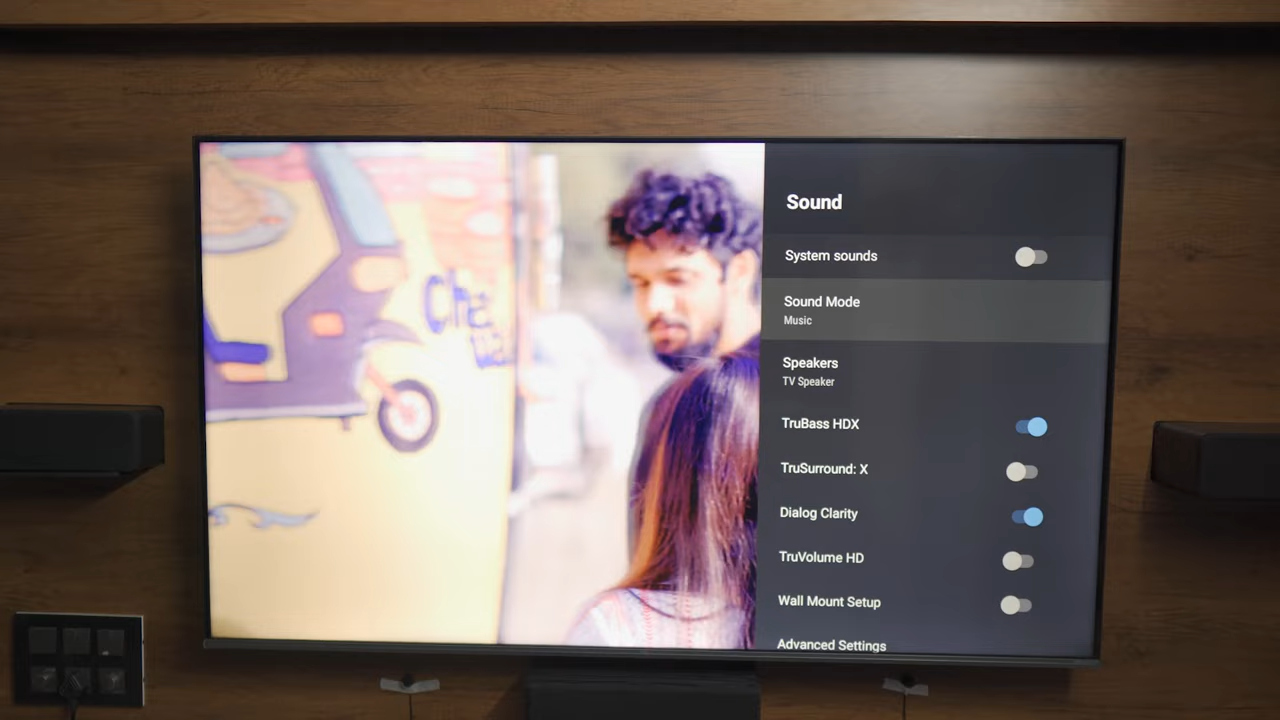 Sound
System sounds
Sound Mode
Music
Speakers
TV Speaker
TruBass HDX
TruSurround: X
Dialog Clarity
TruVolume HD
Wall Mount Setup
Advanced Settings